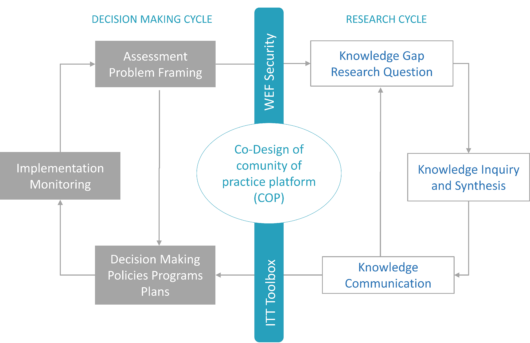 DECISION MAKING CYCLE
RESEARCH CYCLE
Assessment
Problem Framing
WEF Security
Knowledge Gap
Research Question
Implementation
Monitoring
Co-Design of
comunity of
practice platform
(COP)
Knowledge Inquiry
and Synthesis
Decision Making
Policies Programs
Plans
ITT Toolbox
Knowledge
Communication